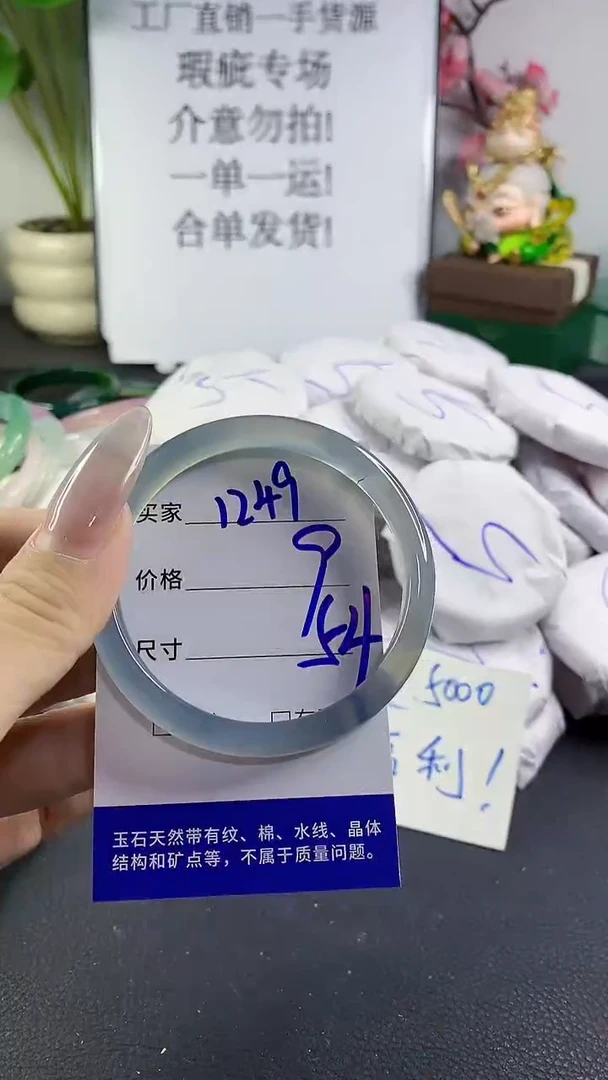 工厂直销一手货源
瑕疵专场
介意勿拍!
一单一运!
合单发货!
买家 1249
价格 9
尺寸 54
5000
利!
玉石天然带有纹、棉、水线、晶体
结构和矿点等，不属于质量问题。